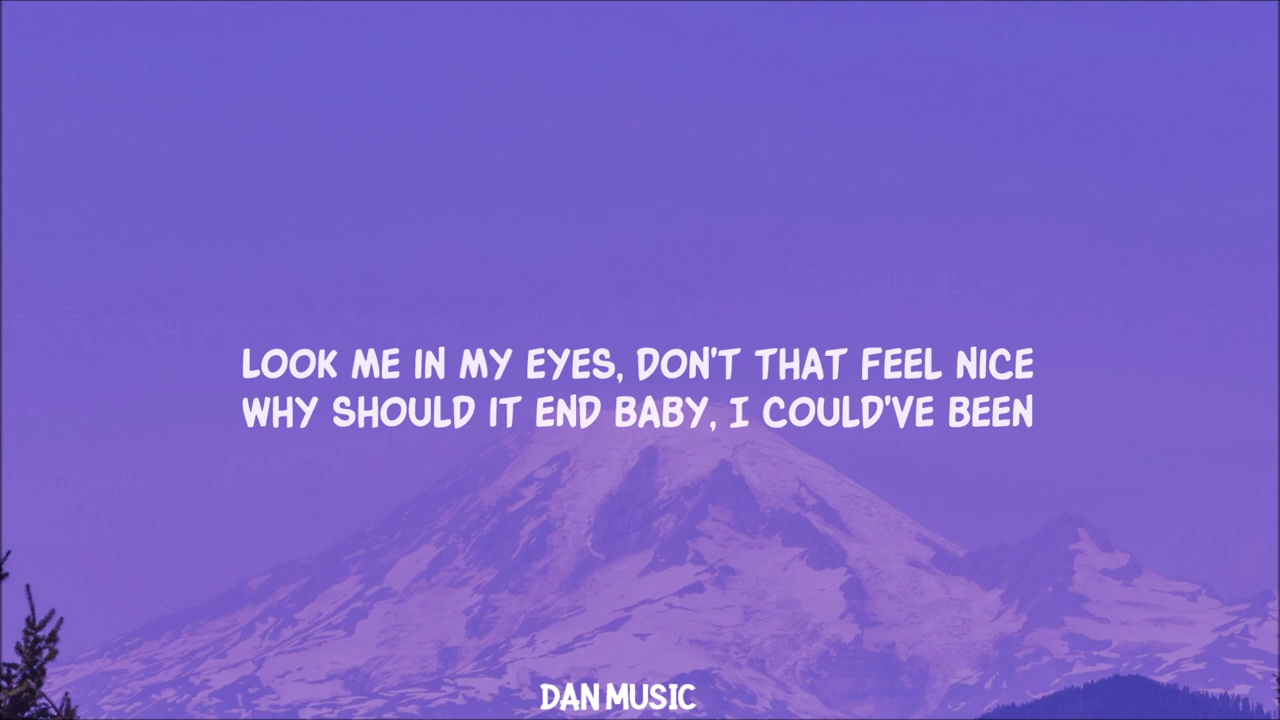 LOOK ME IN MY EYES, DON'T THAT FEEL NICE
WHY SHOULD IT END BABY, I COULD'VE BEEN
DAN MUSIC